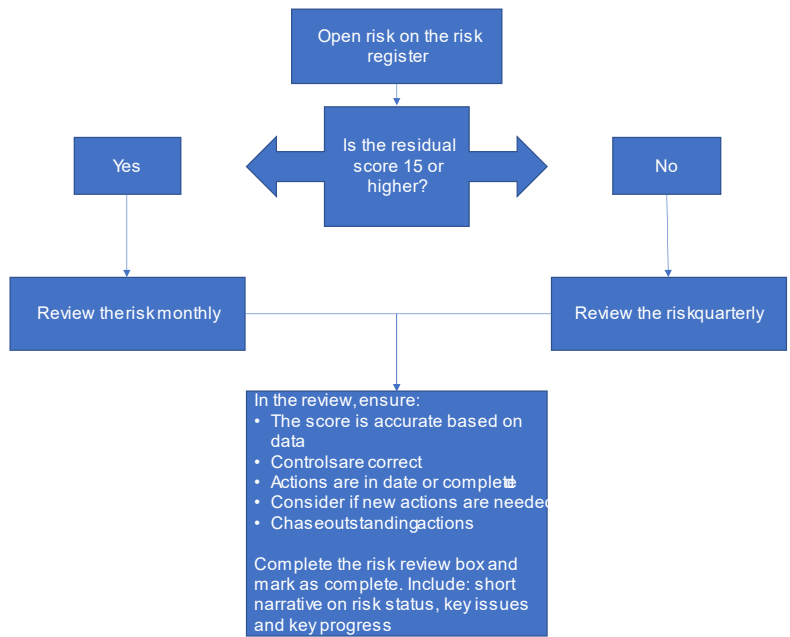 Open risk on the risk
register
Is the residual
score 15 or
higher?
Yes
No
Review the risk monthly
Review the risk quarterly
In the review, ensure:
• The score is accurate based on
data
• Controls are correct
• Actions are in date or completed
• Consider if new actions are needed
• Chase outstanding actions
Complete the risk review box and
mark as complete. Include: short
narrative on risk status, key issues
and key progress